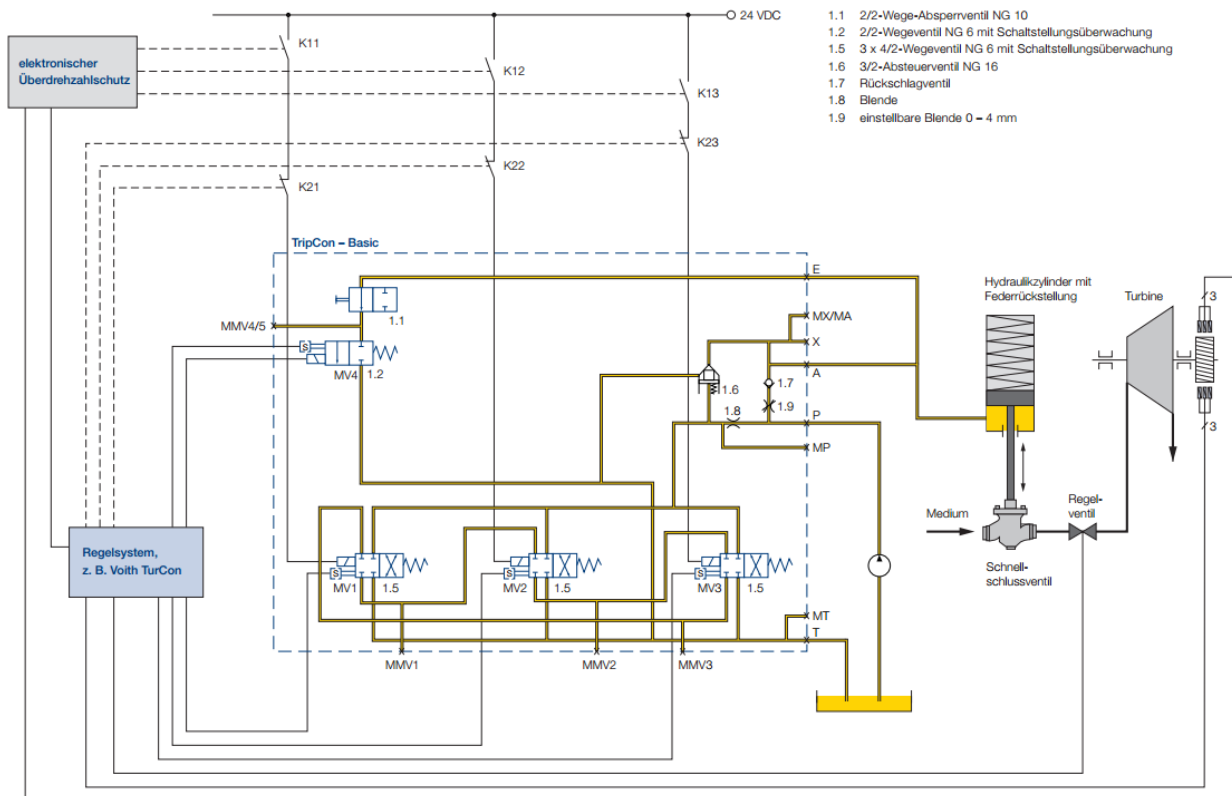 24 VDC
1.1 2/2-Wege-Absperrventil NG 10
1.2 2/2-Wegeventil NG 6 mit Schaltstellungsüberwachung
1.5 3 x 4/2-Wegeventil NG 6 mit Schaltstellungsüberwachung
1.6 3/2-Absteuerventil NG 16
1.7 Rückschlagventil
1.8 Blende
1.9 einstellbare Blende 0 – 4 mm
elektronischer
Überdrehzahlschutz
K11
K12
K13
K23
K22
K21
TripCon – Basic
E
1.1
MMV4/5
S
MV4
1.2
MX/MA
X
A
1.6
1.7
1.8
1.9
P
MP
Hydraulikzylinder mit
Federrückstellung
Turbine
3
3
Medium
Regel-
ventil
Schnell-
schlussventil
Regelsystem,
z. B. Voith TurCon
S
MV1
1.5
S
MV2
1.5
S
MV3
1.5
MT
T
MMV1
MMV2
MMV3